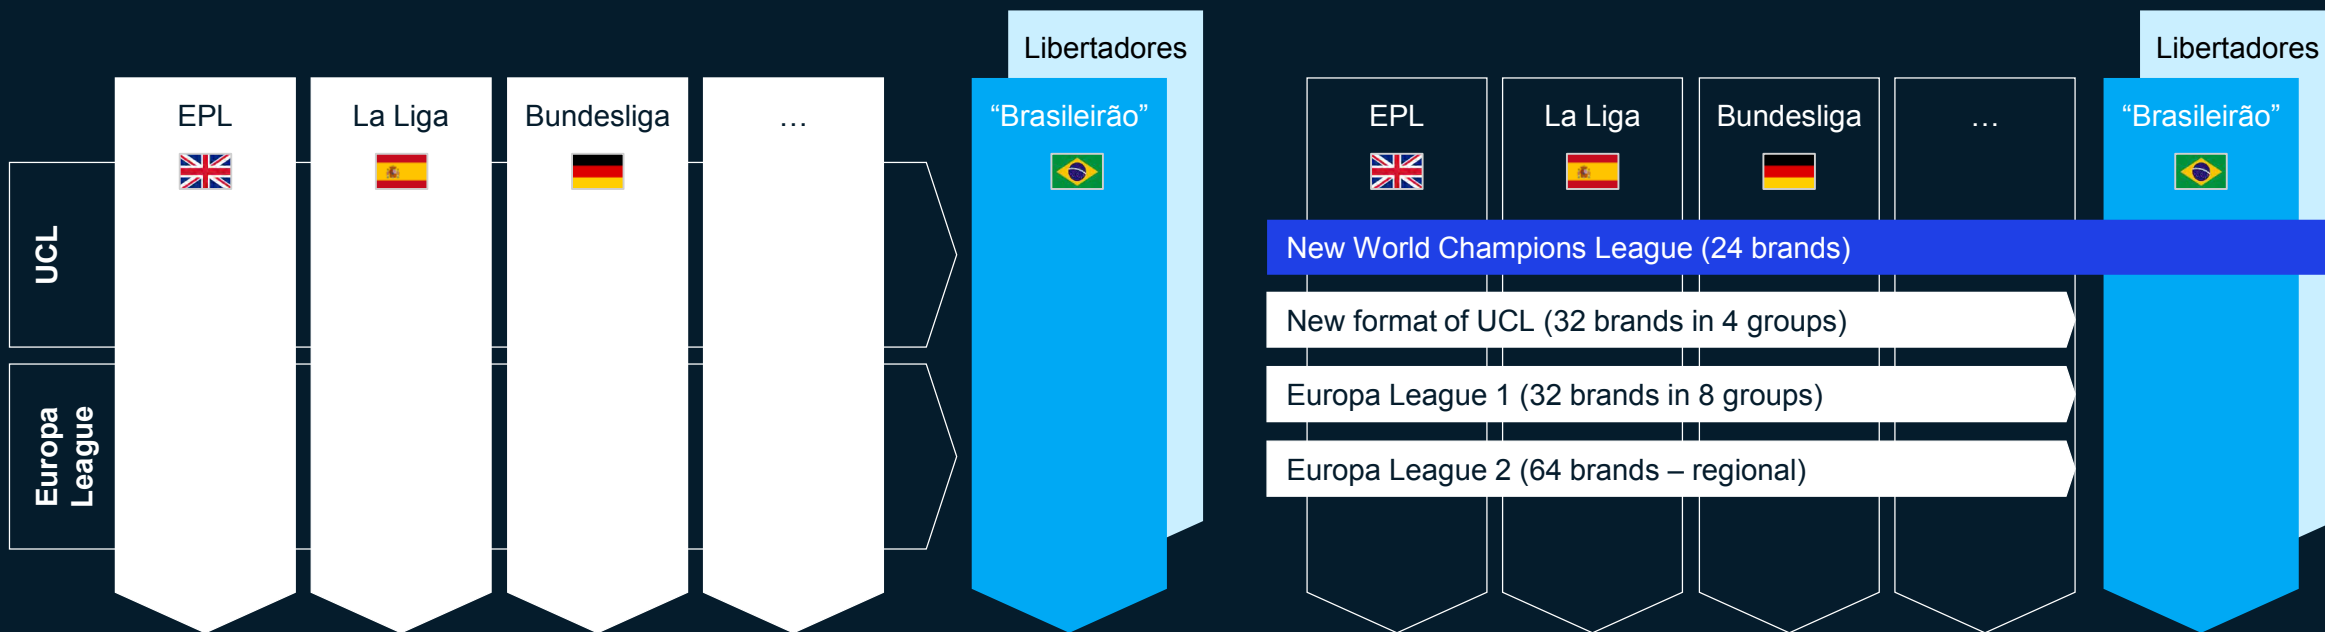 Libertadores
EPL
La Liga
Bundesliga
…
“Brasileirão”
UCL
Europa
League
Libertadores
EPL
La Liga
Bundesliga
…
“Brasileirão”
New World Champions League (24 brands)
New format of UCL (32 brands in 4 groups)
Europa League 1 (32 brands in 8 groups)
Europa League 2 (64 brands – regional)